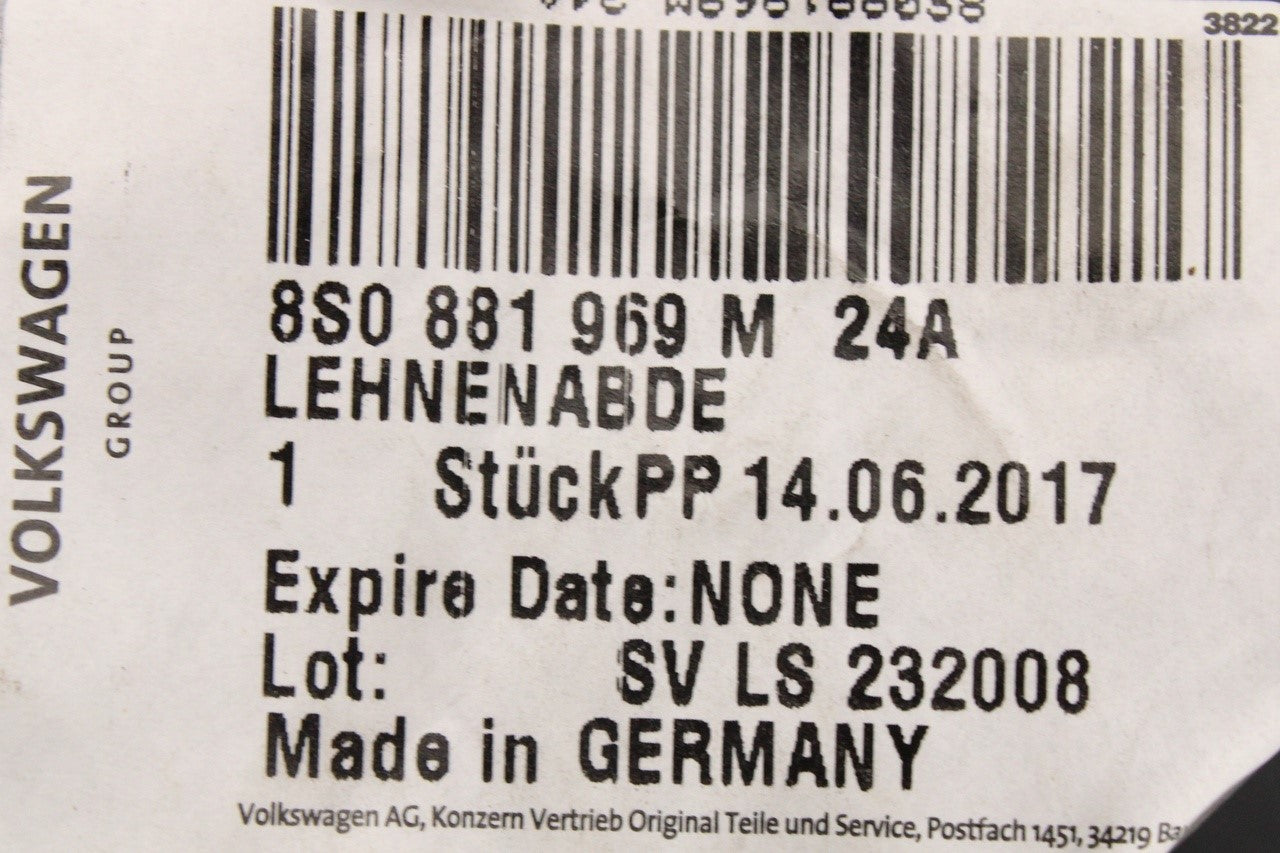 3822
8S0 881 969 M 24A
LEHNENABDE
1 StückPP 14.06.2017
Expire Date:NONE
Lot: SV LS 232008
Made in GERMANY
Volkswagen AG, Konzern Vertrieb Original Teile und Service, Postfach 1451, 34219
VOLKSWAGEN
GROUP